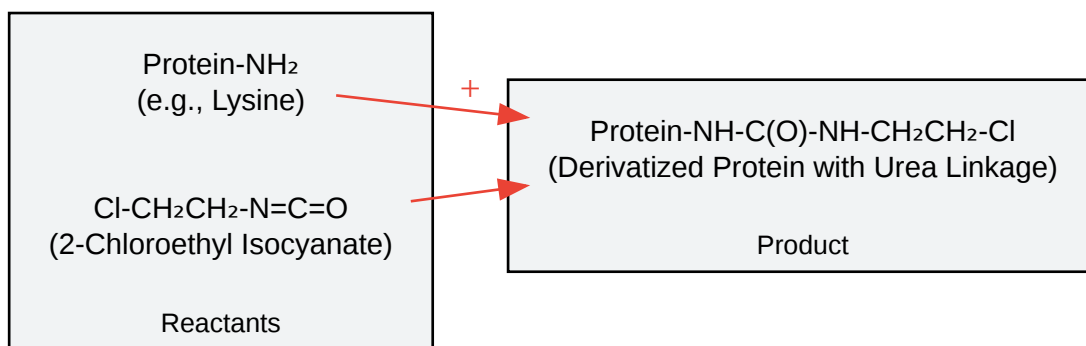 Protein-NH₂
(e.g., Lysine)
+
Cl-CH₂CH₂-N=C=O
(2-Chloroethyl Isocyanate)
Reactants
Protein-NH-C(O)-NH-CH₂CH₂-Cl
(Derivatized Protein with Urea Linkage)
Product